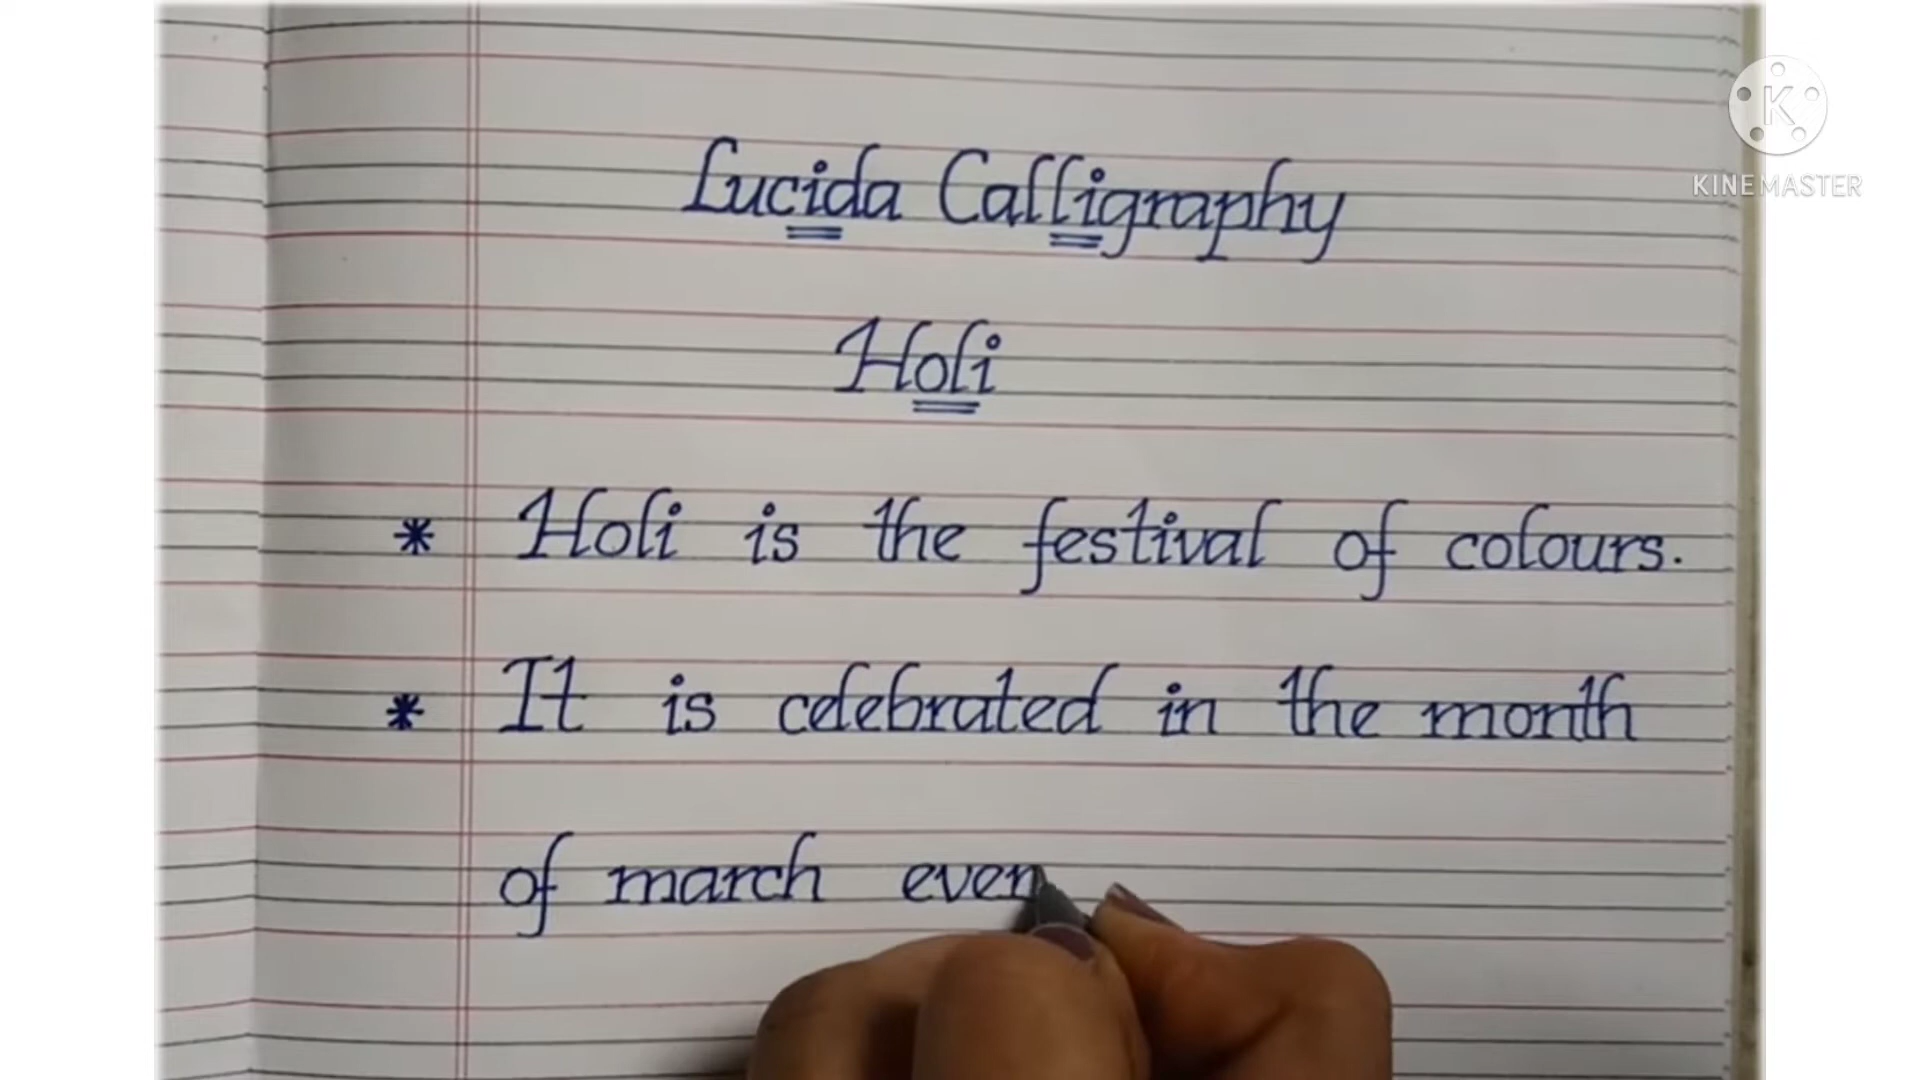 Lucida Calligraphy
Holi
* Holi is the festival of colours.
* It is celebrated in the month
of march
KINEMASTER